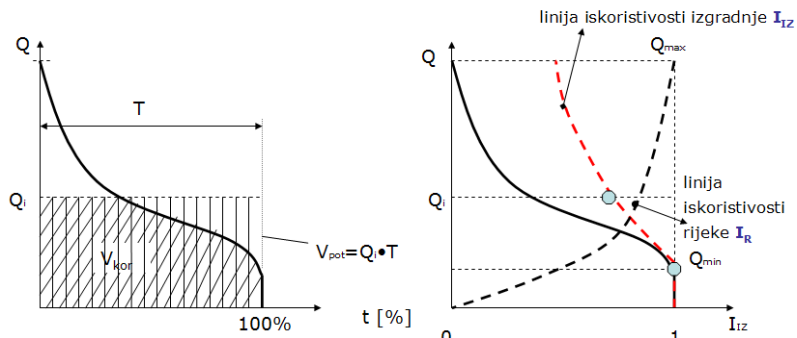 Q
T
Qi
Vkor
Vpot=Qi•T
100%
t [%]
linija iskoristivosti izgradnje IIZ
Q
Qmax
Qi
linija
iskoristivosti
rijeke IR
Qmin
0
1
IIZ